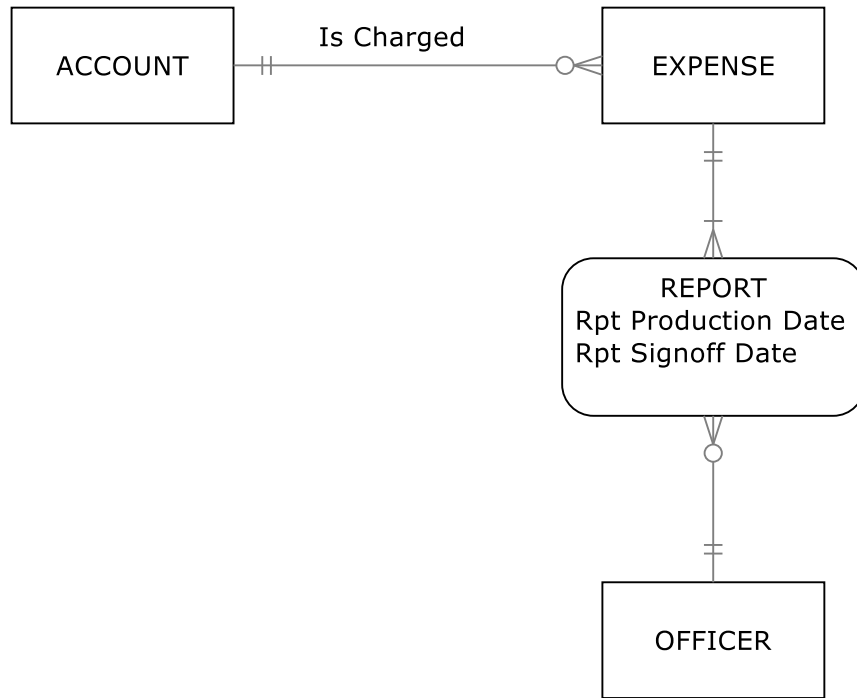 Is Charged
ACCOUNT
EXPENSE
REPORT
Rpt Production Date
Rpt Signoff Date
OFFICER